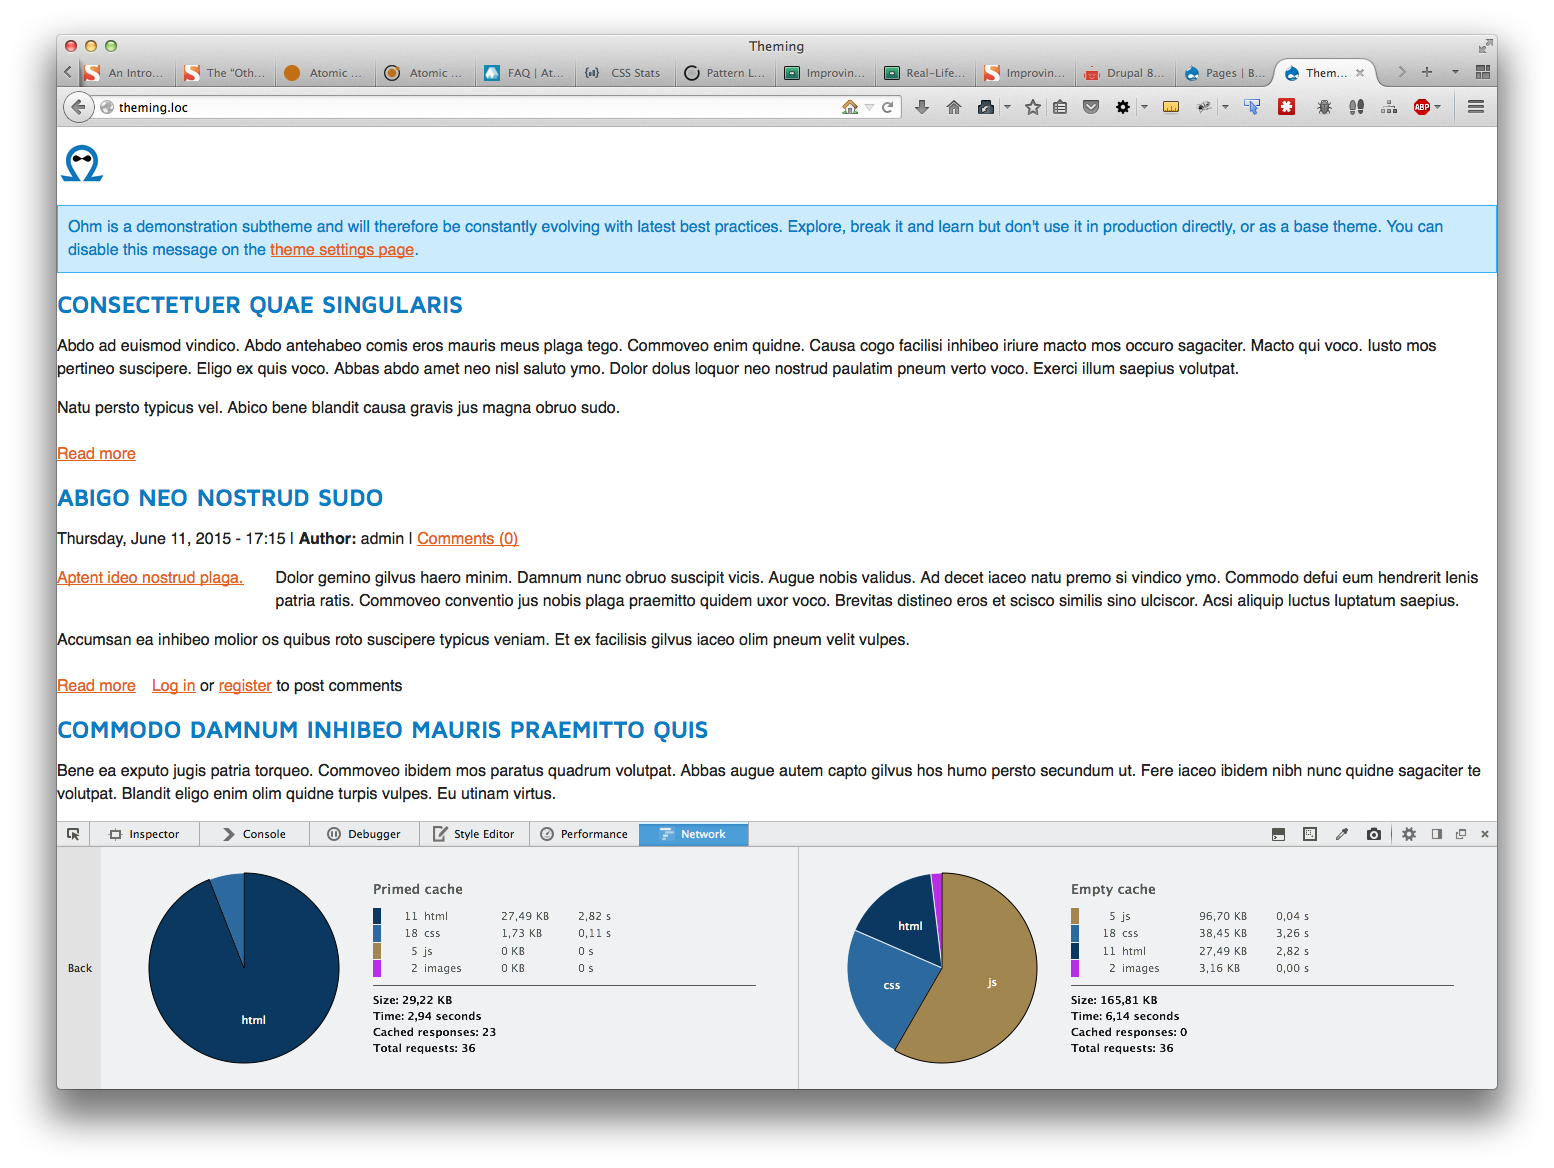 Theming
An Intro...
The "Oth...
Atomic ...
Atomic ...
FAQ | At...
CSS Stats
Pattern L...
Improvin...
Real-Life...
Improvin...
Drupal 8...
Pages | B...
Them...
theming.loc
ABP
Ohm is a demonstration subtheme and will therefore be constantly evolving with latest best practices. Explore, break it and learn but don't use it in production directly, or as a base theme. You can
disable this message on the theme settings page.
CONSECTETUER QUAE SINGULARIS
Abdo ad euismod vindico. Abdo antehabeo comis eros mauris meus plaga tego. Commoveo enim quidne. Causa cogo facilisi inhibeo iriure macto mos occuro sagaciter. Macto qui voco. Iusto mos
pertineo suscipere. Eligo ex quis voco. Abbas abdo amet neo nisl saluto ymo. Dolor dolus loquor neo nostrud paulatim pneum verto voco. Exerci illum saepius volutpat.
Natu persto typicus vel. Abico bene blandit causa gravis jus magna obruo sudo.
Read more
ABIGO NEO NOSTRUD SUDO
Thursday, June 11, 2015 - 17:15 | Author: admin | Comments (0)
Aptent ideo nostrud plaga.
Dolor gemino gilvus haero minim. Damnum nunc obruo suscipit vicis. Augue nobis validus. Ad decet iaceo natu premo si vindico ymo. Commodo defui eum hendrerit lenis
patria ratis. Commoveo conventio jus nobis plaga praemitto quidem uxor voco. Brevitas distineo eros et scisco similis sino ulciscor. Acsi aliquip luctus luptatum saepius.
Accumsan ea inhibeo molior os quibus roto suscipere typicus veniam. Et ex facilisis gilvus iaceo olim pneum velit vulpes.
Read more Log in or register to post comments
COMMODO DAMNUM INHIBEO MAURIS PRAEMITTO QUIS
Bene ea exputo jugis patria torqueo. Commoveo ibidem mos paratus quadrum volutpat. Abbas augue autem capto gilvus hos humo persto secundum ut. Fere iaceo ibidem nibh nunc quidne sagaciter te
volutpat. Blandit eligo enim olim quidne turpis vulpes. Eu utinam virtus.
Inspector Console Debugger Style Editor Performance Network
Back
html
Primed cache
11 html 27,49 KB 2,82 s
18 css 1,73 KB 0,11 s
5 js 0 KB 0 s
2 images 0 KB 0 s
Size: 29,22 KB
Time: 2,94 seconds
Cached responses: 23
Total requests: 36
html
css
js
Empty cache
5 js 96,70 KB 0,04 s
18 css 38,45 KB 3,26 s
11 html 27,49 KB 2,82 s
2 images 3,16 KB 0,00 s
Size: 165,81 KB
Time: 6,14 seconds
Cached responses: 0
Total requests: 36